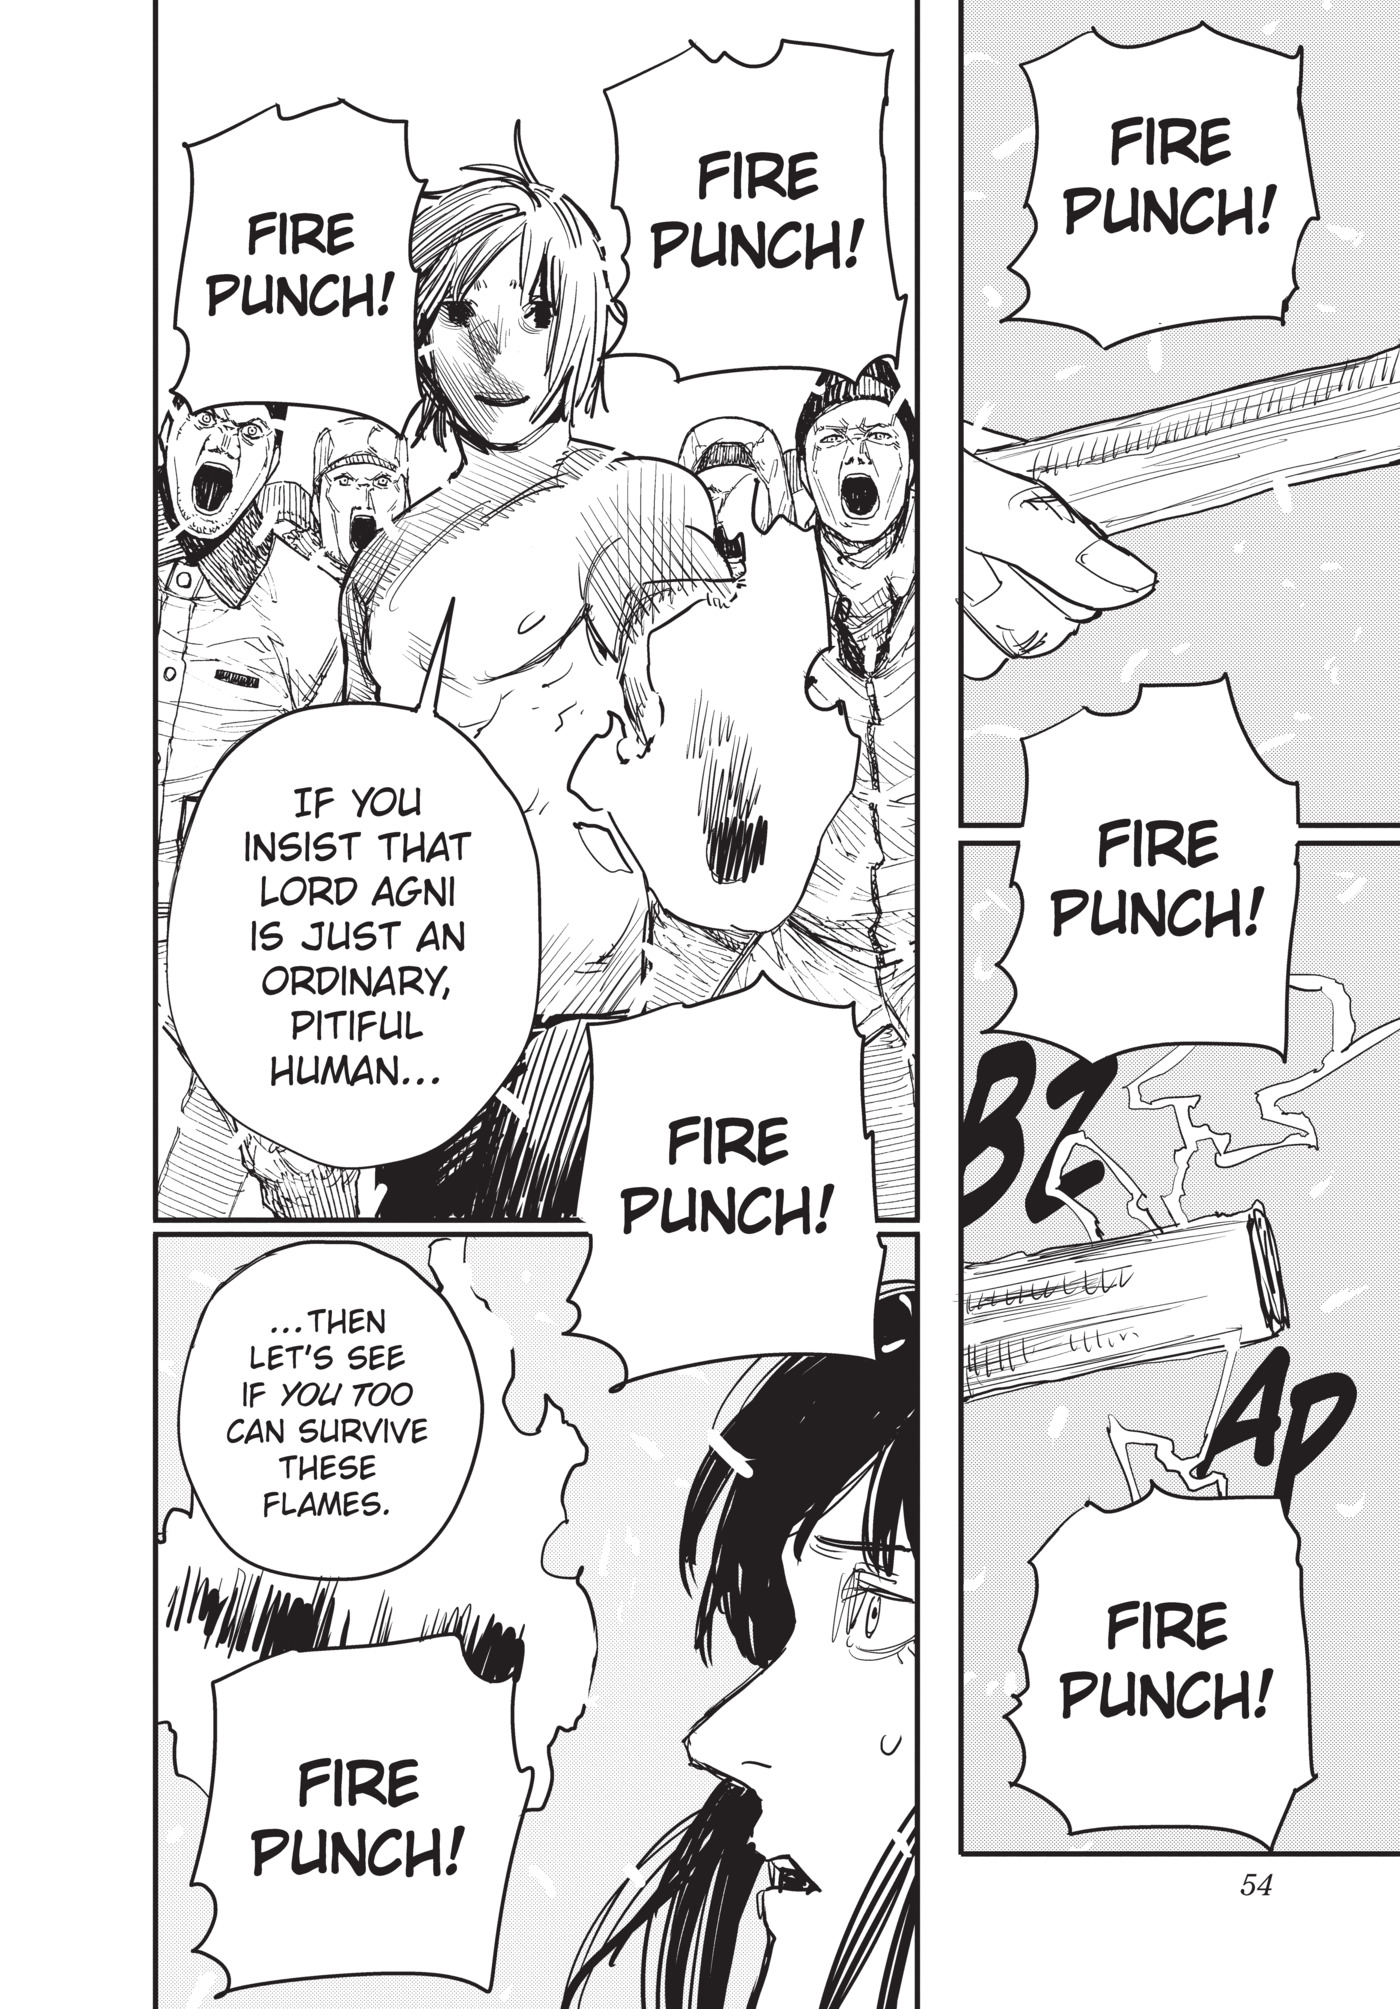 FIRE
PUNCH!
FIRE
PUNCH!
BZ
AP
FIRE
PUNCH!
54
FIRE
PUNCH!
FIRE
PUNCH!
IF YOU
INSIST THAT
LORD AGNI
IS JUST AN
ORDINARY,
PITIFUL
HUMAN...
FIRE
PUNCH!
...THEN
LET'S SEE
IF YOU TOO
CAN SURVIVE
THESE
FLAMES.
FIRE
PUNCH!